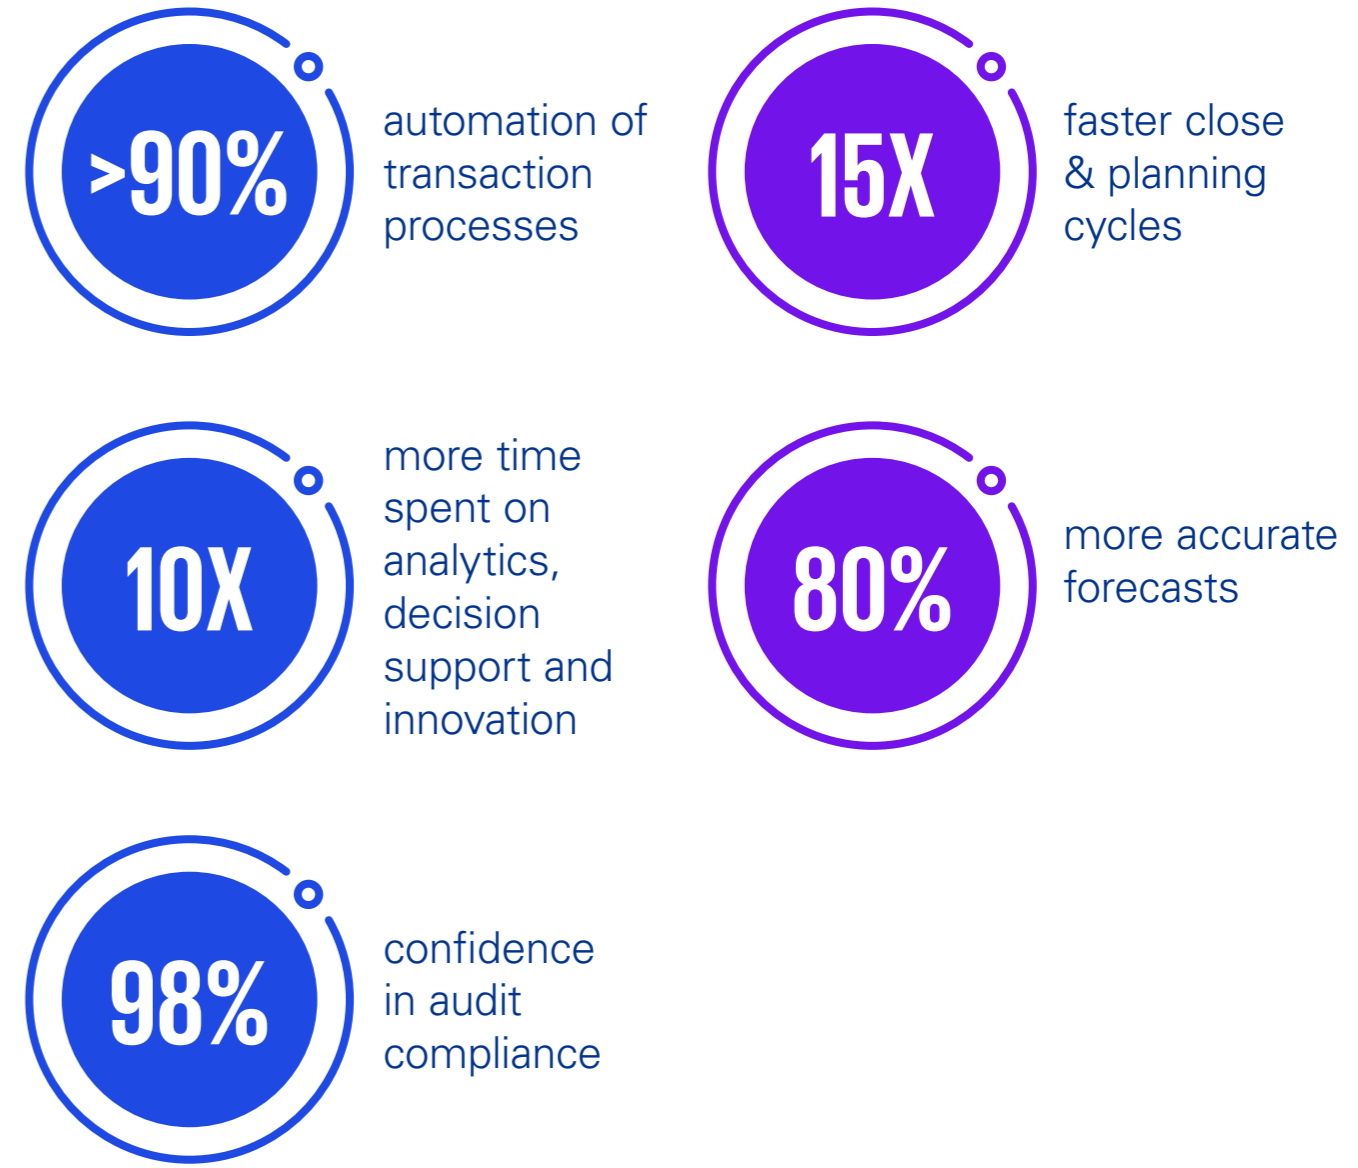 >90%
automation of
transaction
processes
15X
faster close
& planning
cycles
10X
more time
spent on
analytics,
decision
support and
innovation
80%
more accurate
forecasts
98%
confidence
in audit
compliance